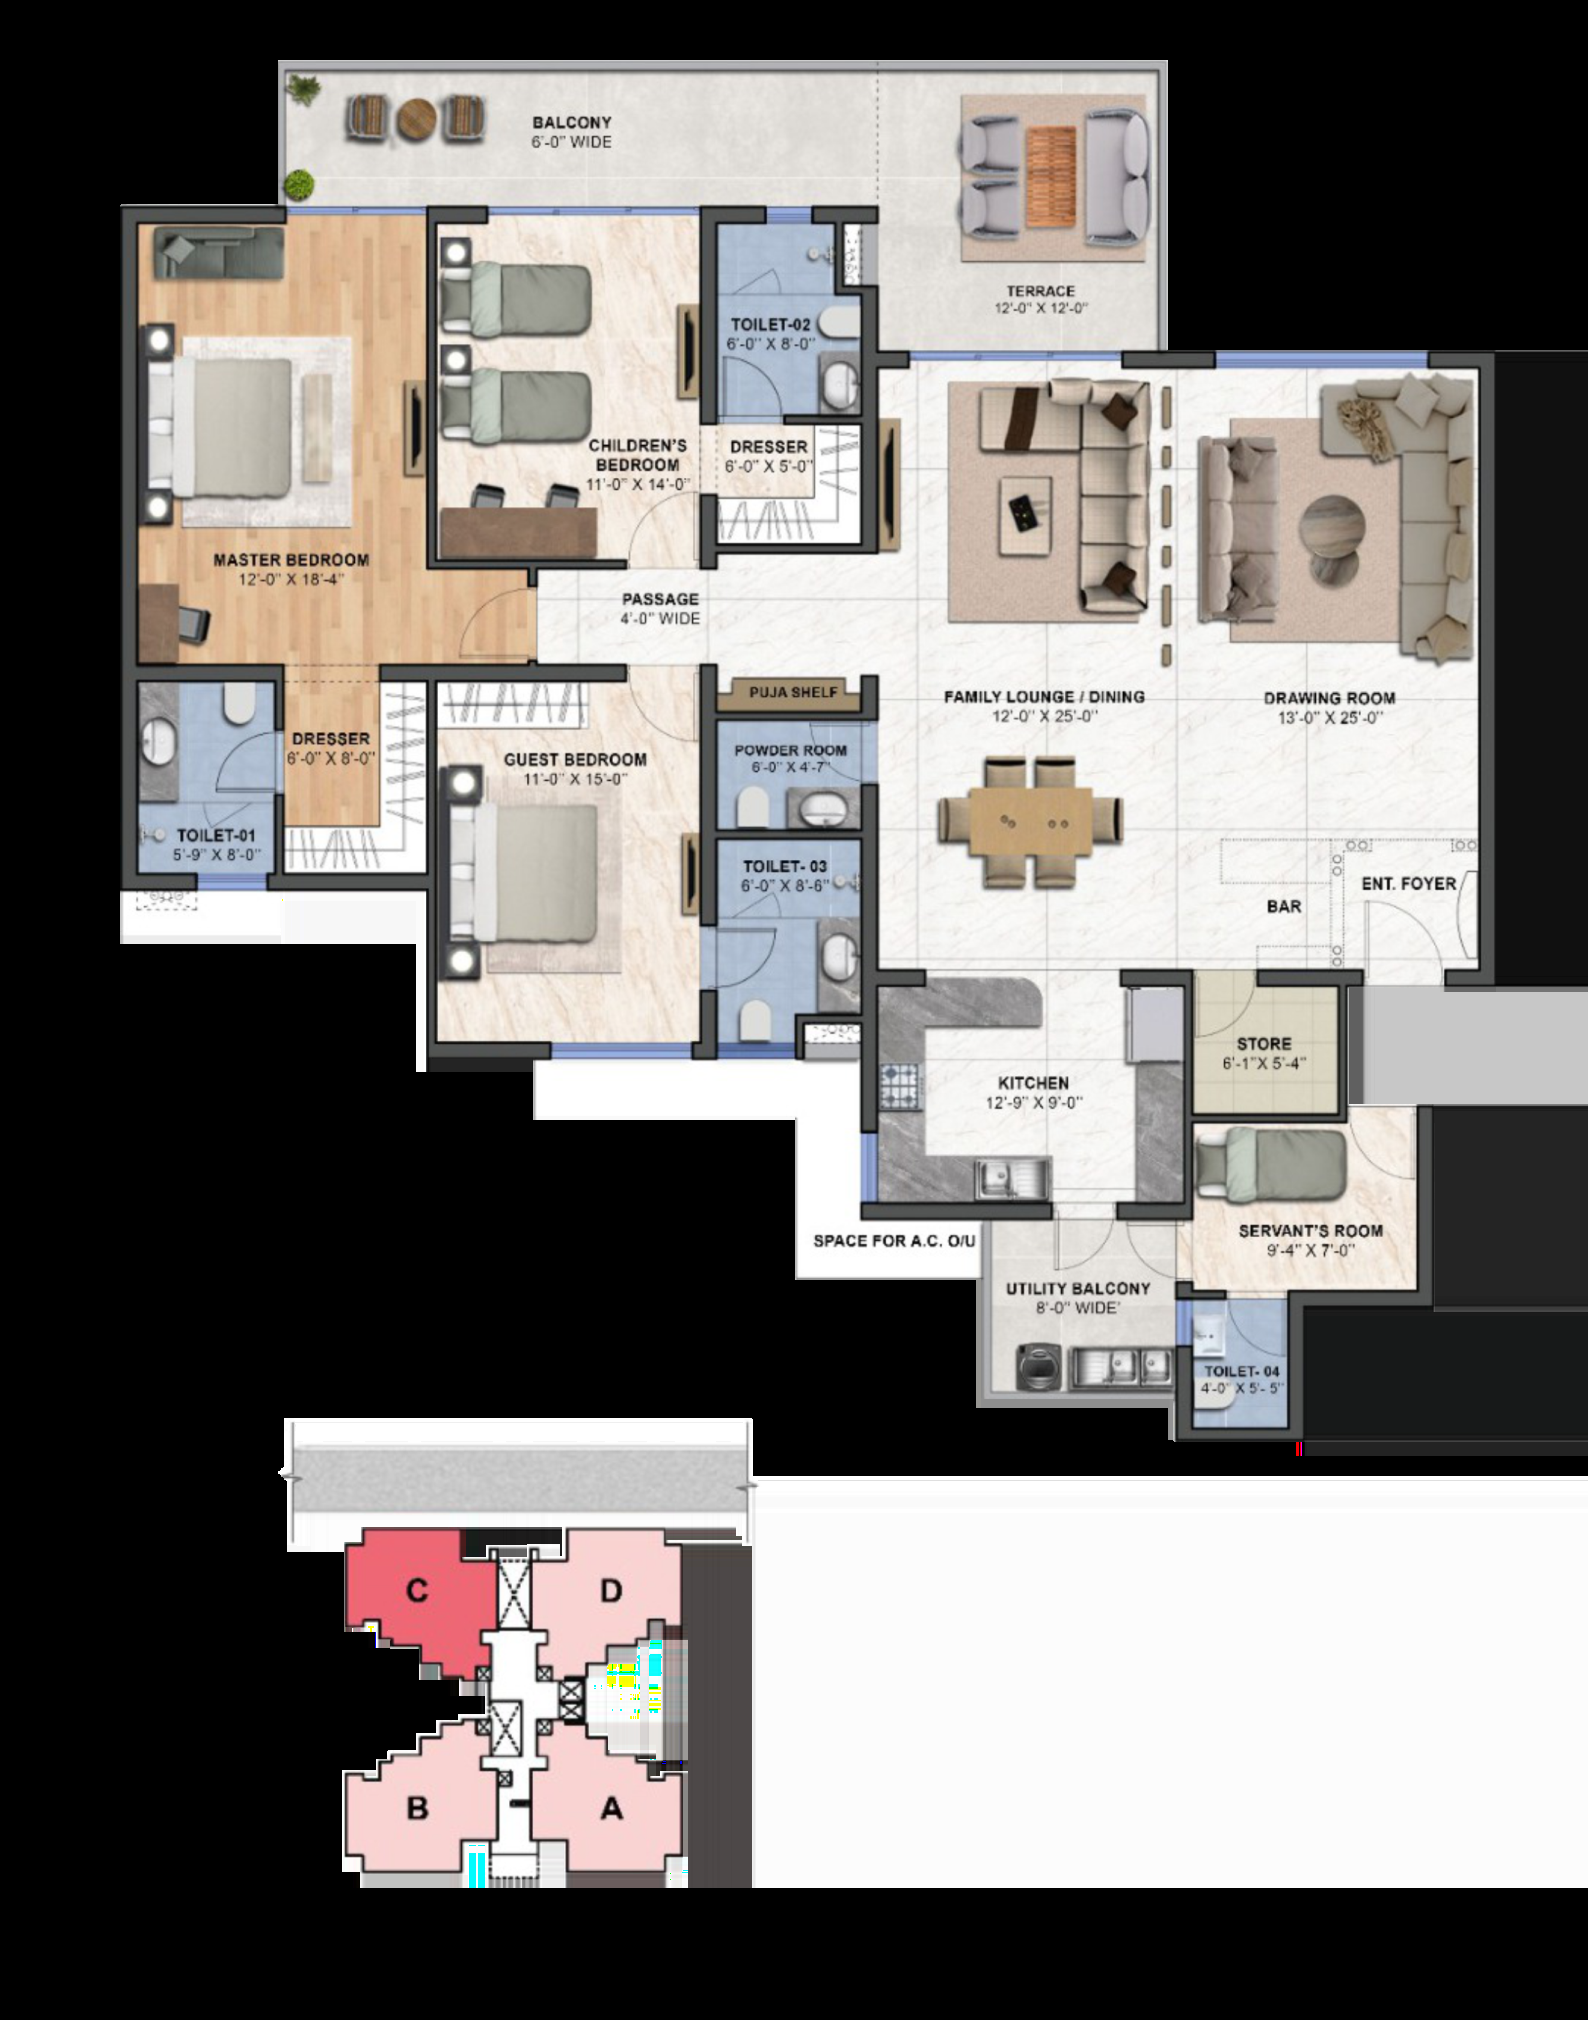 BALCONY
6'-0" WIDE
TERRACE
12'-0" X 12'-0"
TOILET-02
6'-0" X 8'-0"
CHILDREN'S
BEDROOM
11'-0" X 14'-0"
DRESSER
6'-0" X 5'-0"
MASTER BEDROOM
12'-0" X 18'-4"
PASSAGE
4'-0" WIDE
PUJA SHELF
FAMILY LOUNGE / DINING
12'-0" X 25'-0"
DRAWING ROOM
13'-0" X 25'-0"
DRESSER
6'-0" X 8'-0"
GUEST BEDROOM
11'-0" X 15'-0"
POWDER ROOM
6'-0" X 4'-7"
TOILET-01
5'-9" X 8'-0"
TOILET- 03
6'-0" X 8'-6"
ENT. FOYER
BAR
STORE
6'-1"X 5'-4"
KITCHEN
12'-9" X 9'-0"
SPACE FOR A.C. O/U
SERVANT'S ROOM
9'-4" X 7'-0"
UTILITY BALCONY
8'-0" WIDE'
TOILET- 04
4'-0" X 5'- 5"
C
D
B
A